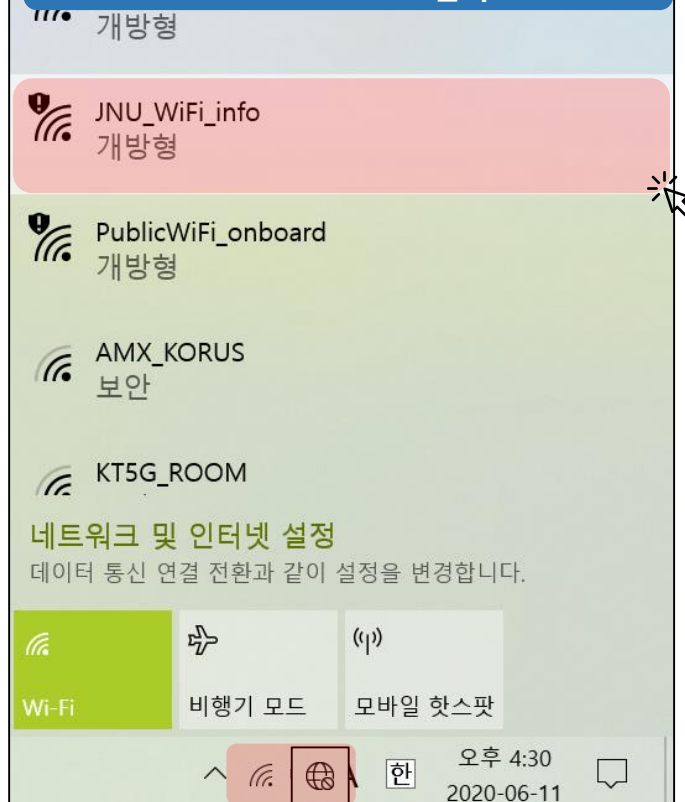 개방형
JNU_WiFi_info
개방형
PublicWiFi_onboard
개방형
AMX_KORUS
보안
KT5G_ROOM
네트워크 및 인터넷 설정
데이터 통신 연결 전환과 같이 설정을 변경합니다.
Wi-Fi
비행기 모드
모바일 핫스팟
한
오후 4:30
2020-06-11